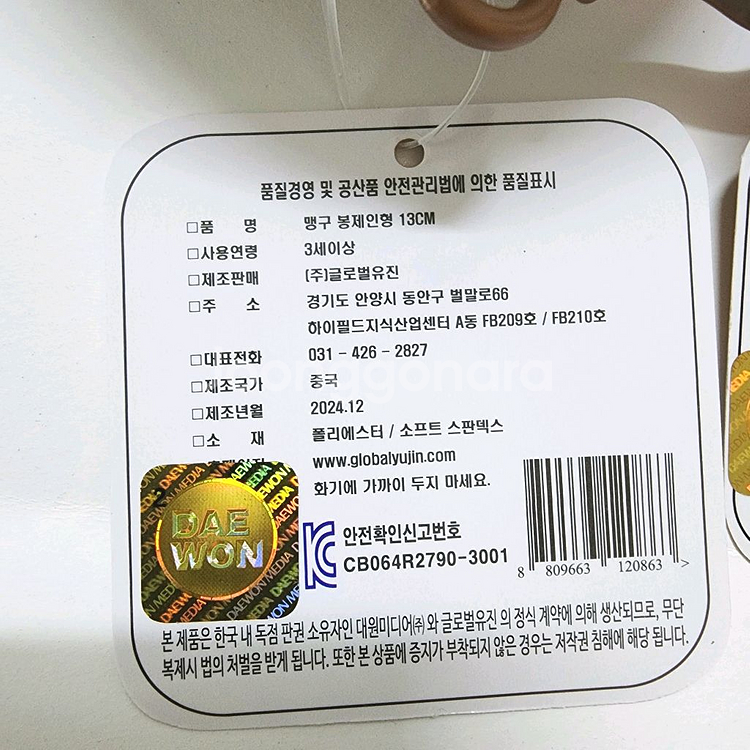 품질경영 및 공산품 안전관리법에 의한 품질표시
□품 명 맹구 봉제인형 13CM
□사용연령 3세이상
□제조판매 (주)글로벌유진
□주 소 경기도 안양시 동안구 벌말로66
하이필드지식산업센터 A동 FB209호 / FB210호
□대표전화 031 - 426 - 2827
□제조국가 중국
□제조년월 2024.12
□소 재 폴리에스터 / 소프트 스판덱스
www.globalyujin.com
화기에 가까이 두지 마세요.
DAE
WON
안전확인신고번호
CB064R2790-3001
8 809663 120863 >
본 제품은 한국 내 독점 판권 소유자인 대원미디어㈜ 와 글로벌유진 의 정식 계약에 의해 생산되므로, 무단
복제시 법의 처벌을 받게 됩니다. 또한 본 상품에 증지가 부착되지 않은 경우는 저작권 침해에 해당 됩니다.